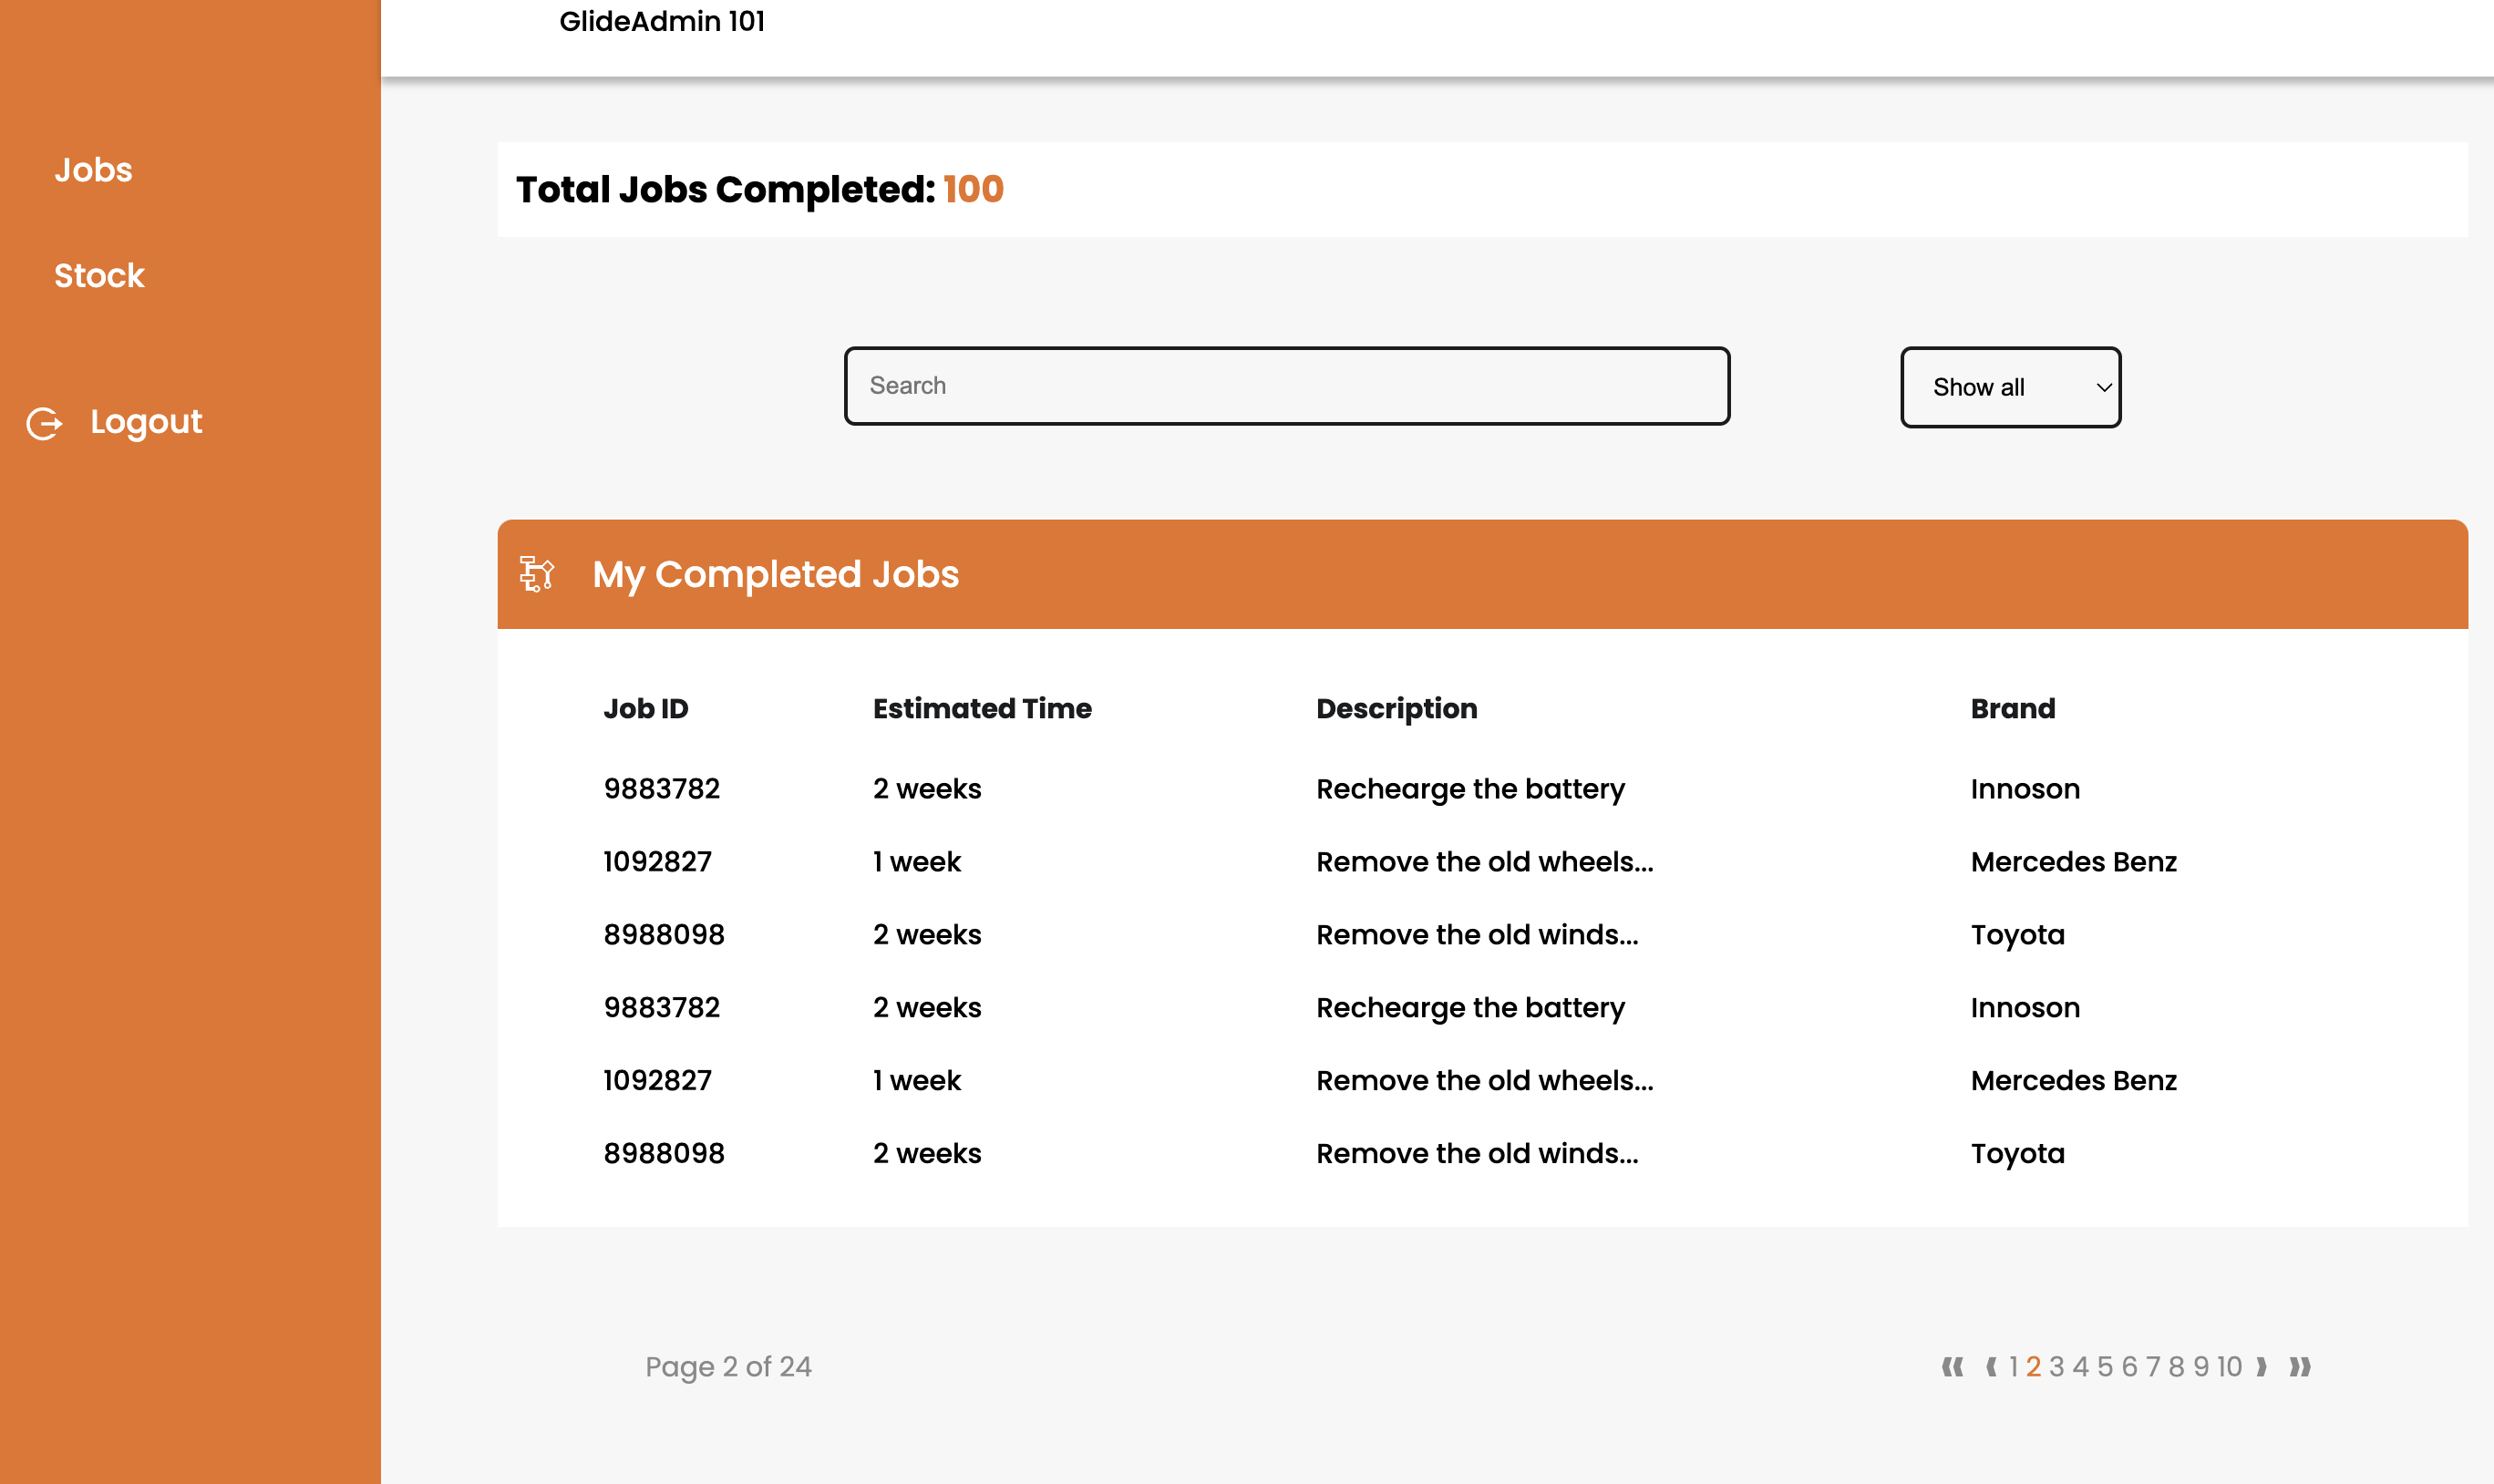 GlideAdmin 101
Jobs
Stock
Logout
Total Jobs Completed: 100
Search
Show all
My Completed Jobs
Job ID Estimated Time Description Brand
9883782 2 weeks Rechearge the battery Innoson
1092827 1 week Remove the old wheels... Mercedes Benz
8988098 2 weeks Remove the old winds... Toyota
9883782 2 weeks Rechearge the battery Innoson
1092827 1 week Remove the old wheels... Mercedes Benz
8988098 2 weeks Remove the old winds... Toyota
Page 2 of 24
1 2 3 4 5 6 7 8 9 10